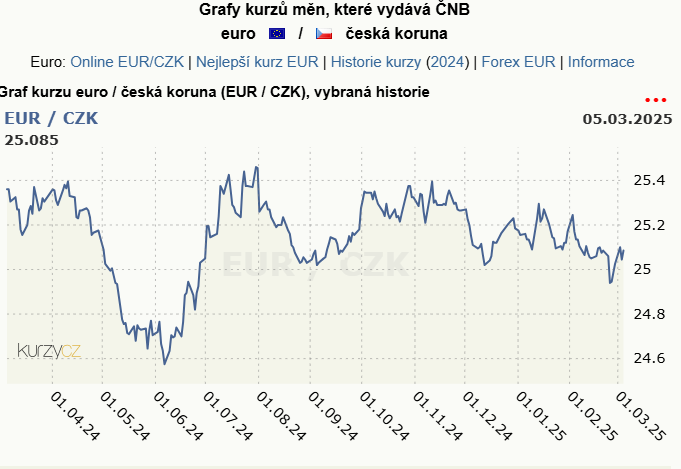 Grafy kurzů měn, které vydává ČNB
euro / česká koruna
Euro: Online EUR/CZK | Nejlepší kurz EUR | Historie kurzy (2024) | Forex EUR | Informace
Graf kurzu euro / česká koruna (EUR / CZK), vybraná historie
EUR / CZK 05.03.2025
25.085
25.4
25.2
EUR / CZK
25
24.8
kurzycz
24.6
01.04.24 01.05.24 01.06.24 01.07.24 01.08.24 01.09.24 01.10.24 01.11.24 01.12.24 01.01.25 01.02.25 01.03.25